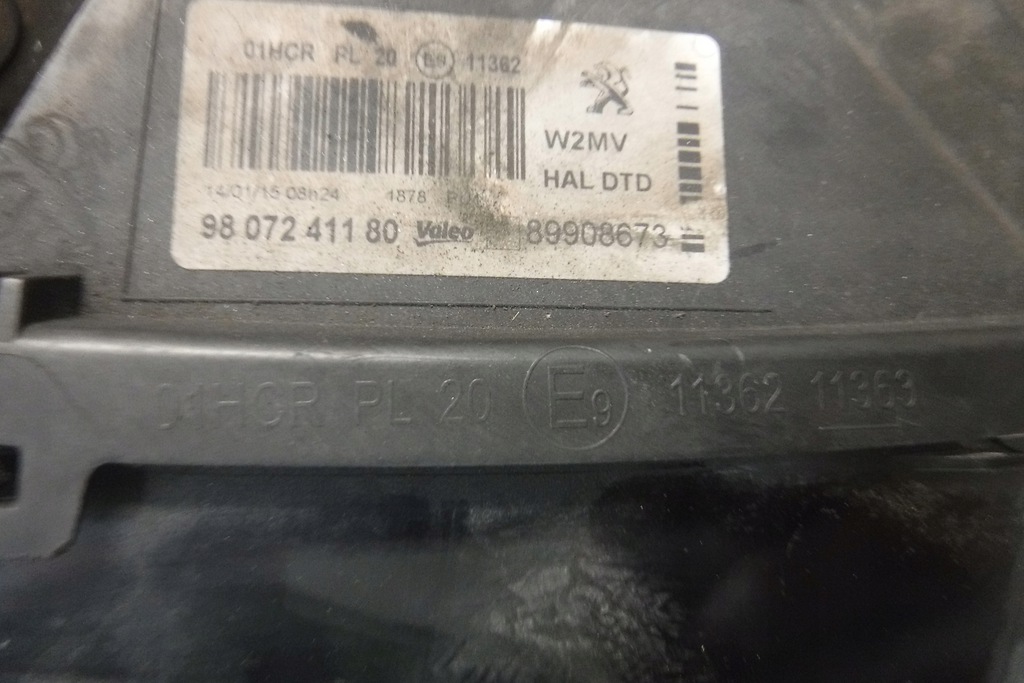 01HCR PL 20 E9 11362
W2MV
HAL DTD
14/01/15 08h24 1878
98 072 411 80 Valeo 89908673
01HCR PL 20 E9 11362 11363